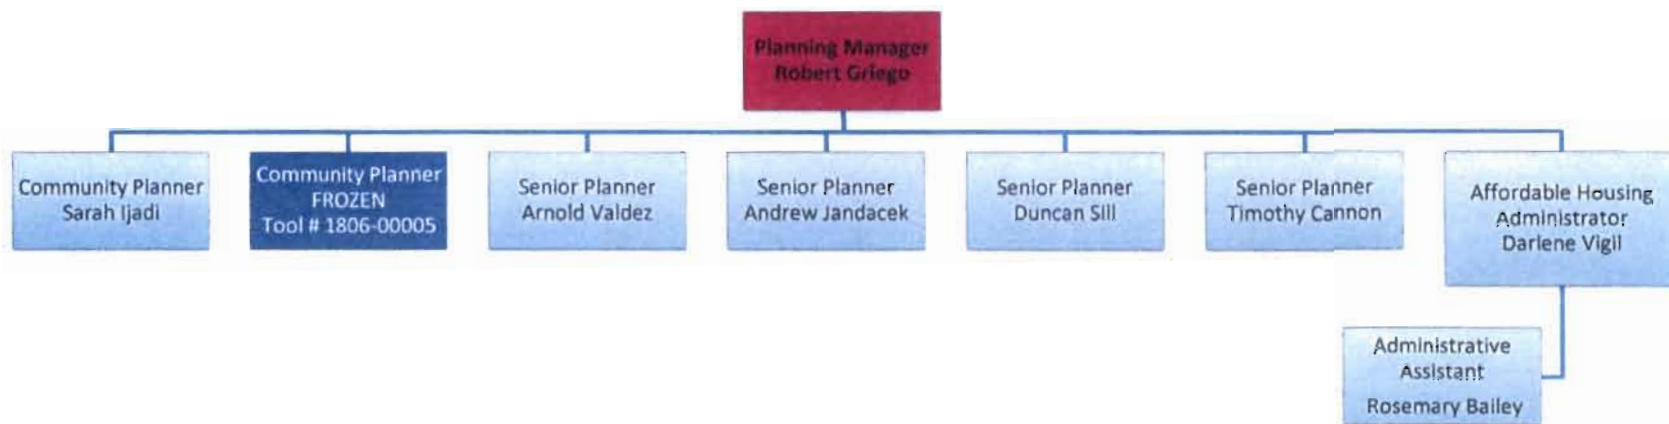 Planning Manager
Robert Griego
Community Planner
Sarah Ijadi
Community Planner
FROZEN
Tool # 1806-00005
Senior Planner
Arnold Valdez
Senior Planner
Andrew Jandacek
Senior Planner
Duncan Sill
Senior Planner
Timothy Cannon
Affordable Housing
Administrator
Darlene Vigil
Administrative
Assistant
Rosemary Bailey